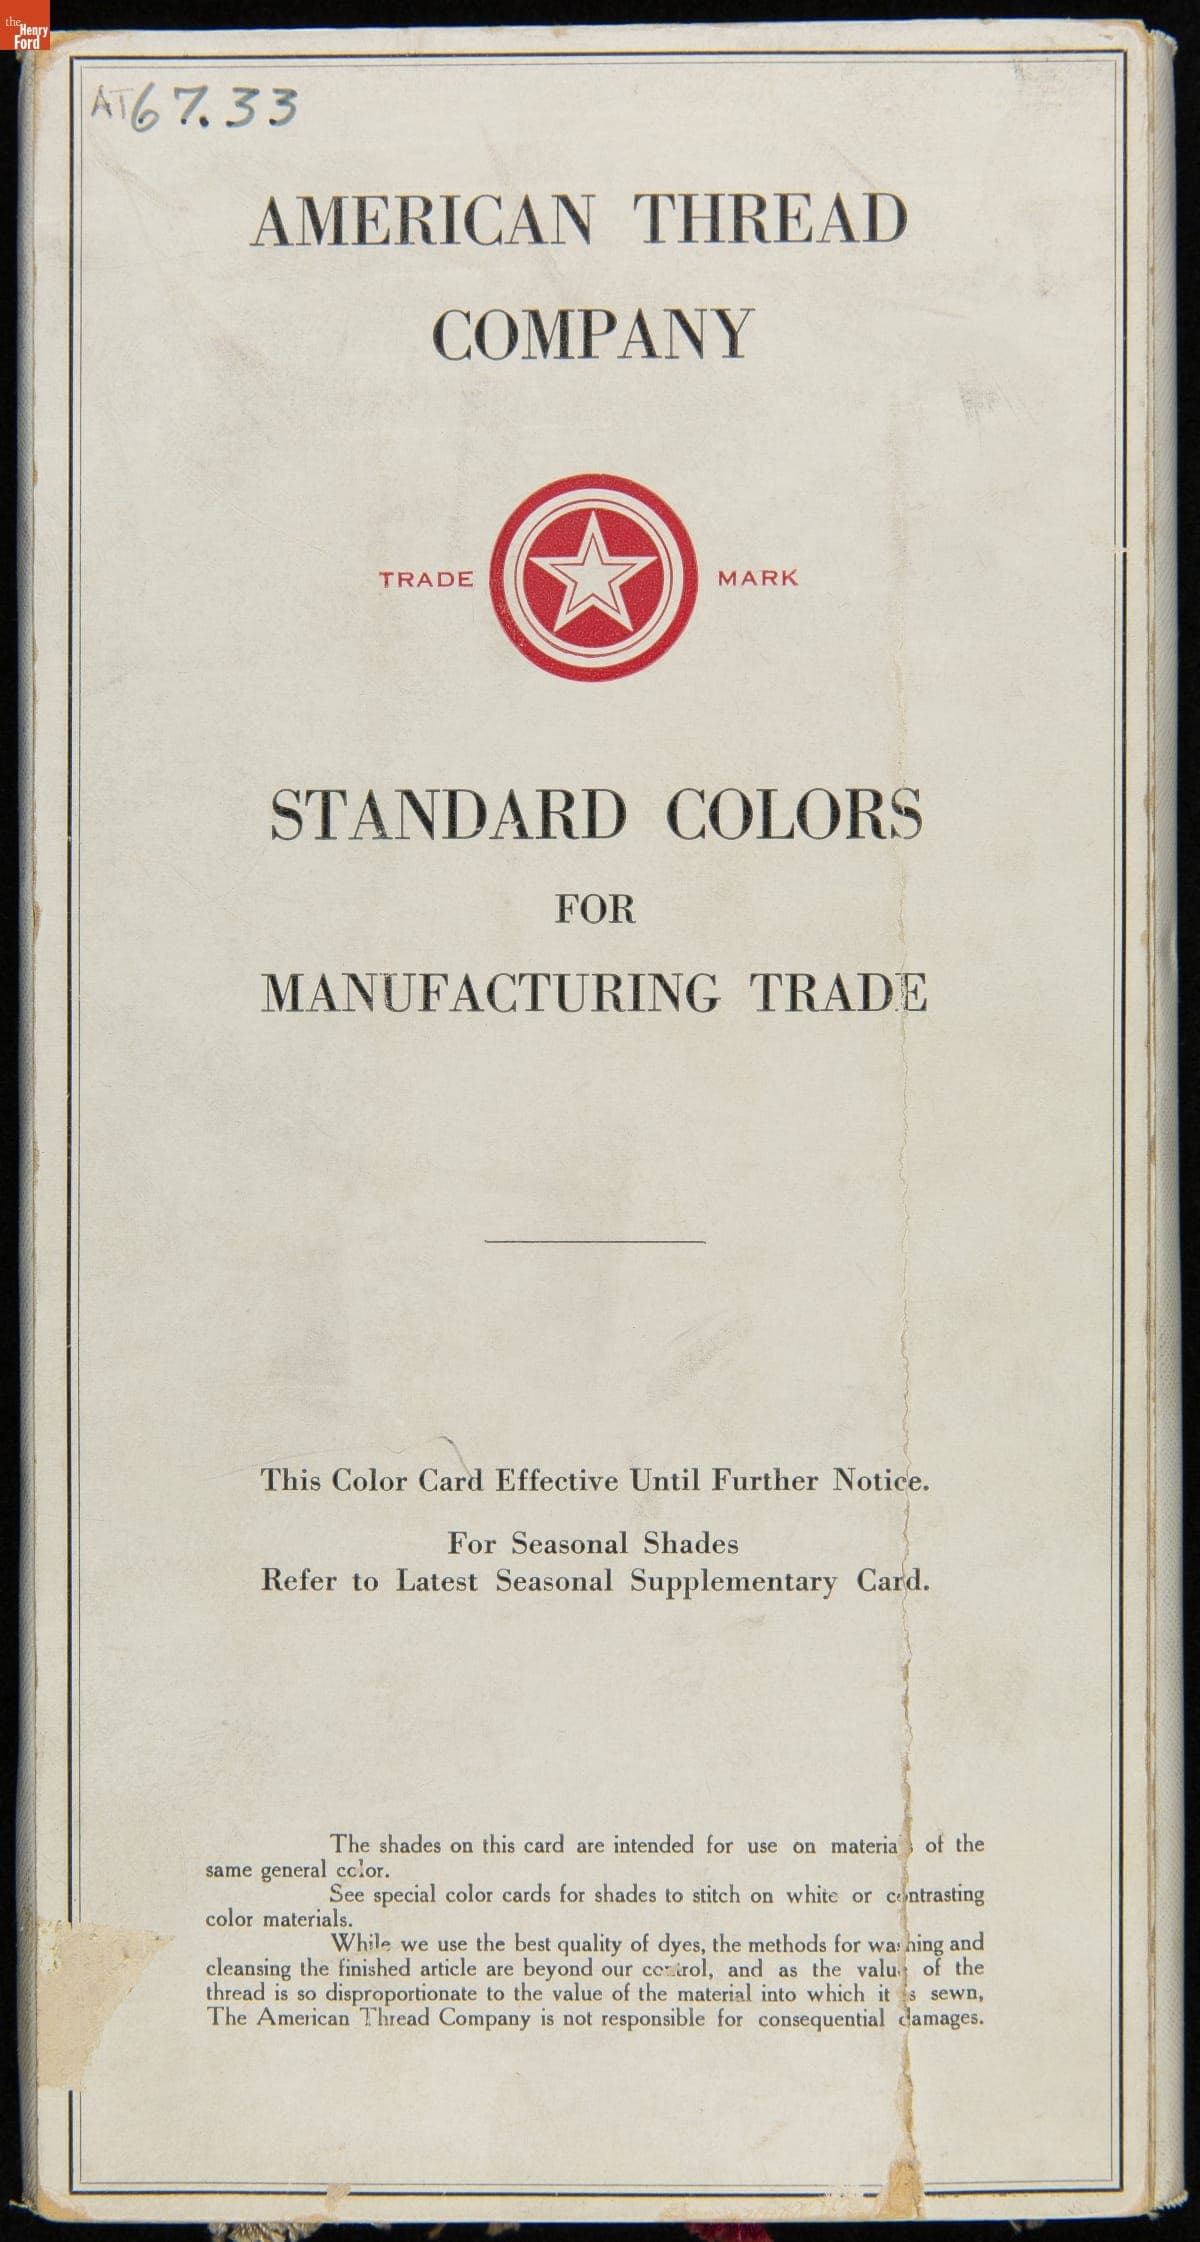 the
Henry
Ford
AT67.33
AMERICAN THREAD
COMPANY
TRADE MARK
STANDARD COLORS
FOR
MANUFACTURING TRADE
This Color Card Effective Until Further Notice.
For Seasonal Shades
Refer to Latest Seasonal Supplementary Card.
The shades on this card are intended for use on materials of the
same general color.
See special color cards for shades to stitch on white or contrasting
color materials.
While we use the best quality of dyes, the methods for washing and
cleansing the finished article are beyond our control, and as the value of the
thread is so disproportionate to the value of the material into which it is sewn,
The American Thread Company is not responsible for consequential damages.